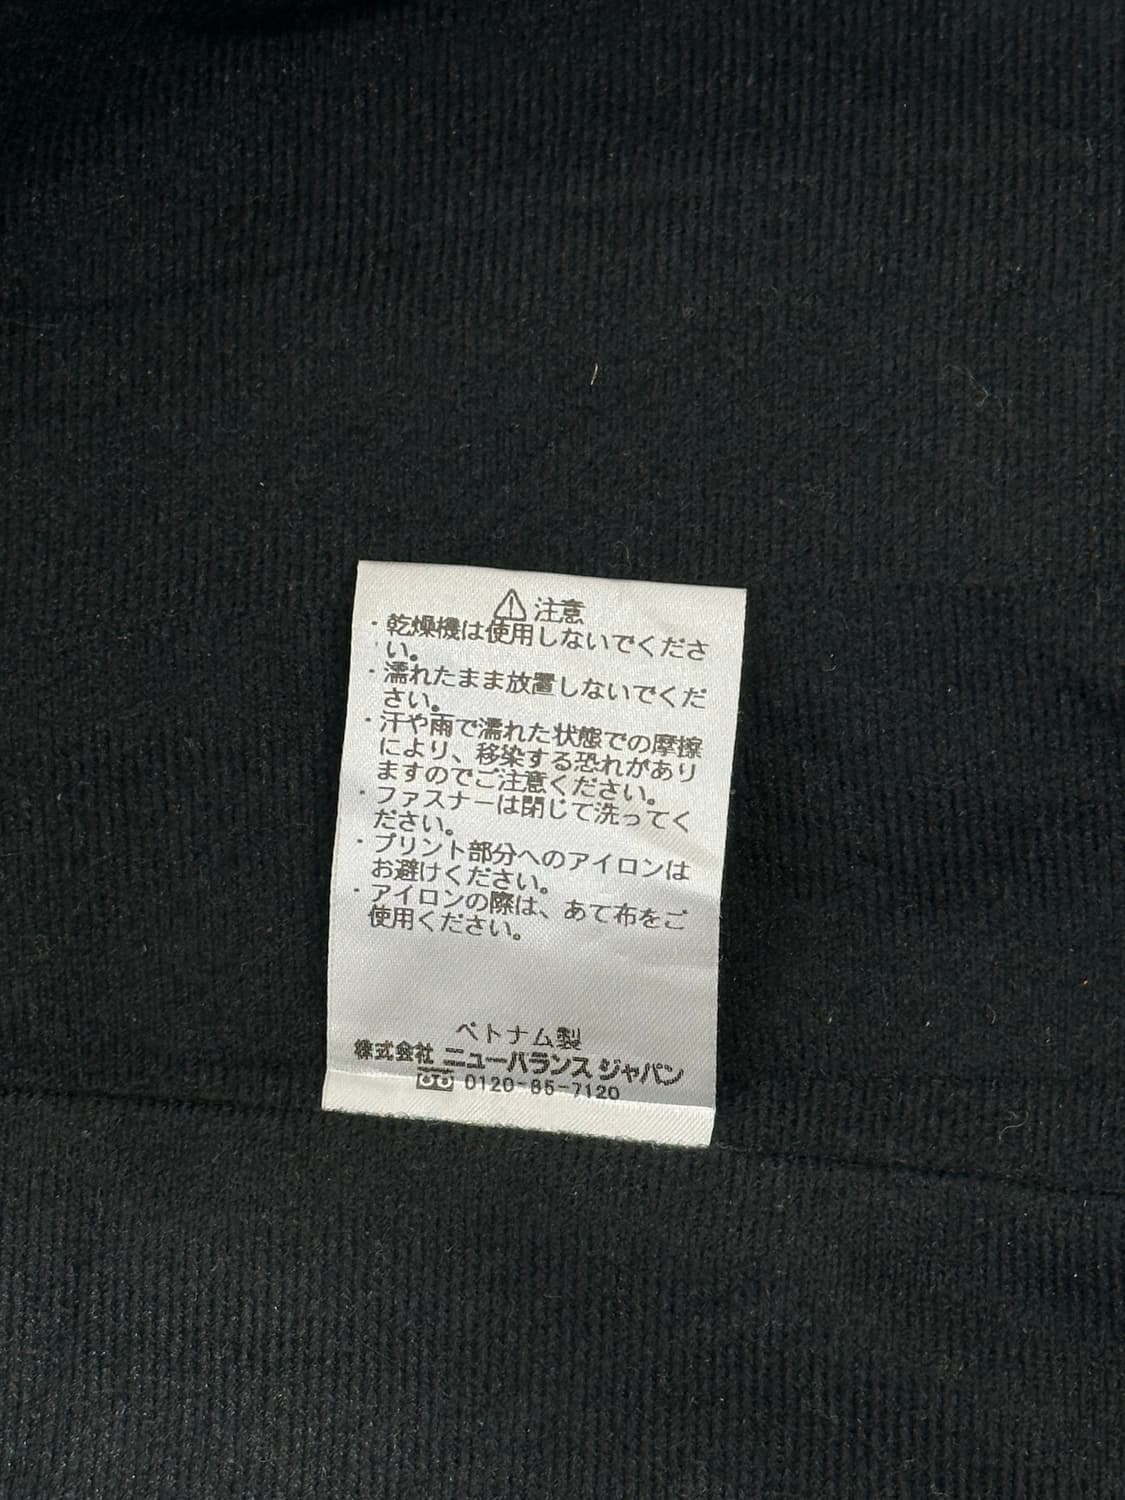 ⚠注意
・乾燥機は使用しないでくださ
い。
・濡れたまま放置しないでくだ
さい。
・汗や雨で濡れた状態での摩擦
により、移染する恐れがあり
ますのでご注意ください。
・ファスナーは閉じて洗ってく
ださい。
・プリント部分へのアイロンは
お避けください。
・アイロンの際は、あて布をご
使用ください。
ベトナム製
株式会社 ニューバランス ジャパン
0120-85-7120